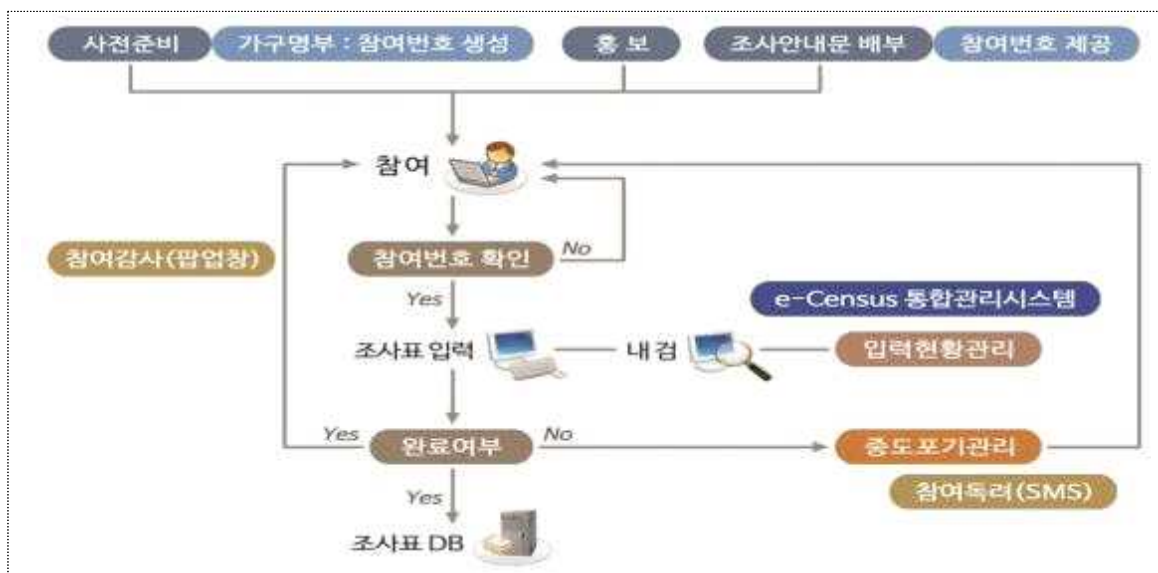 사전준비 가구명부 : 참여번호 생성 홍 보 조사안내문 배부 참여번호 제공
참여
참여감사(팝업창) 참여번호 확인 No
Yes
e-Census 통합관리시스템
조사표 입력 내 검 입력현황관리
Yes 완료여부 No 중도포기관리
참여독려(SMS)
Yes
조사표 DB